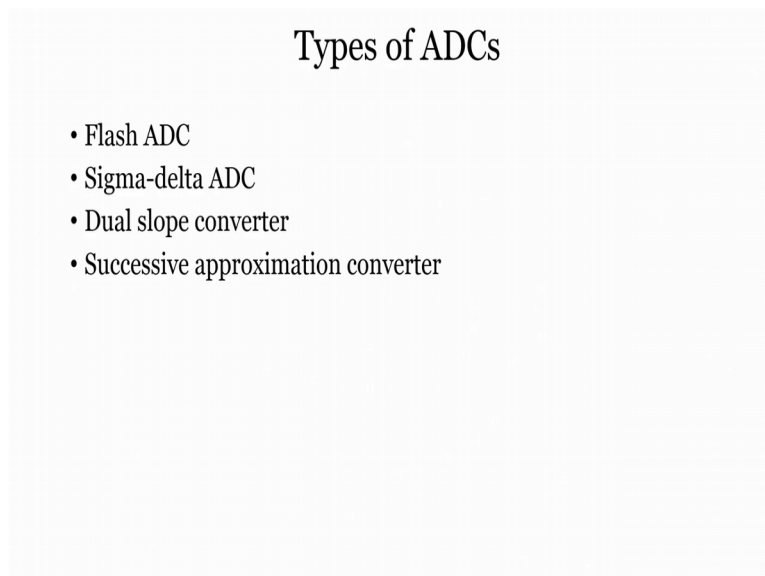 Types of ADCs
• Flash ADC
• Sigma-delta ADC
• Dual slope converter
• Successive approximation converter